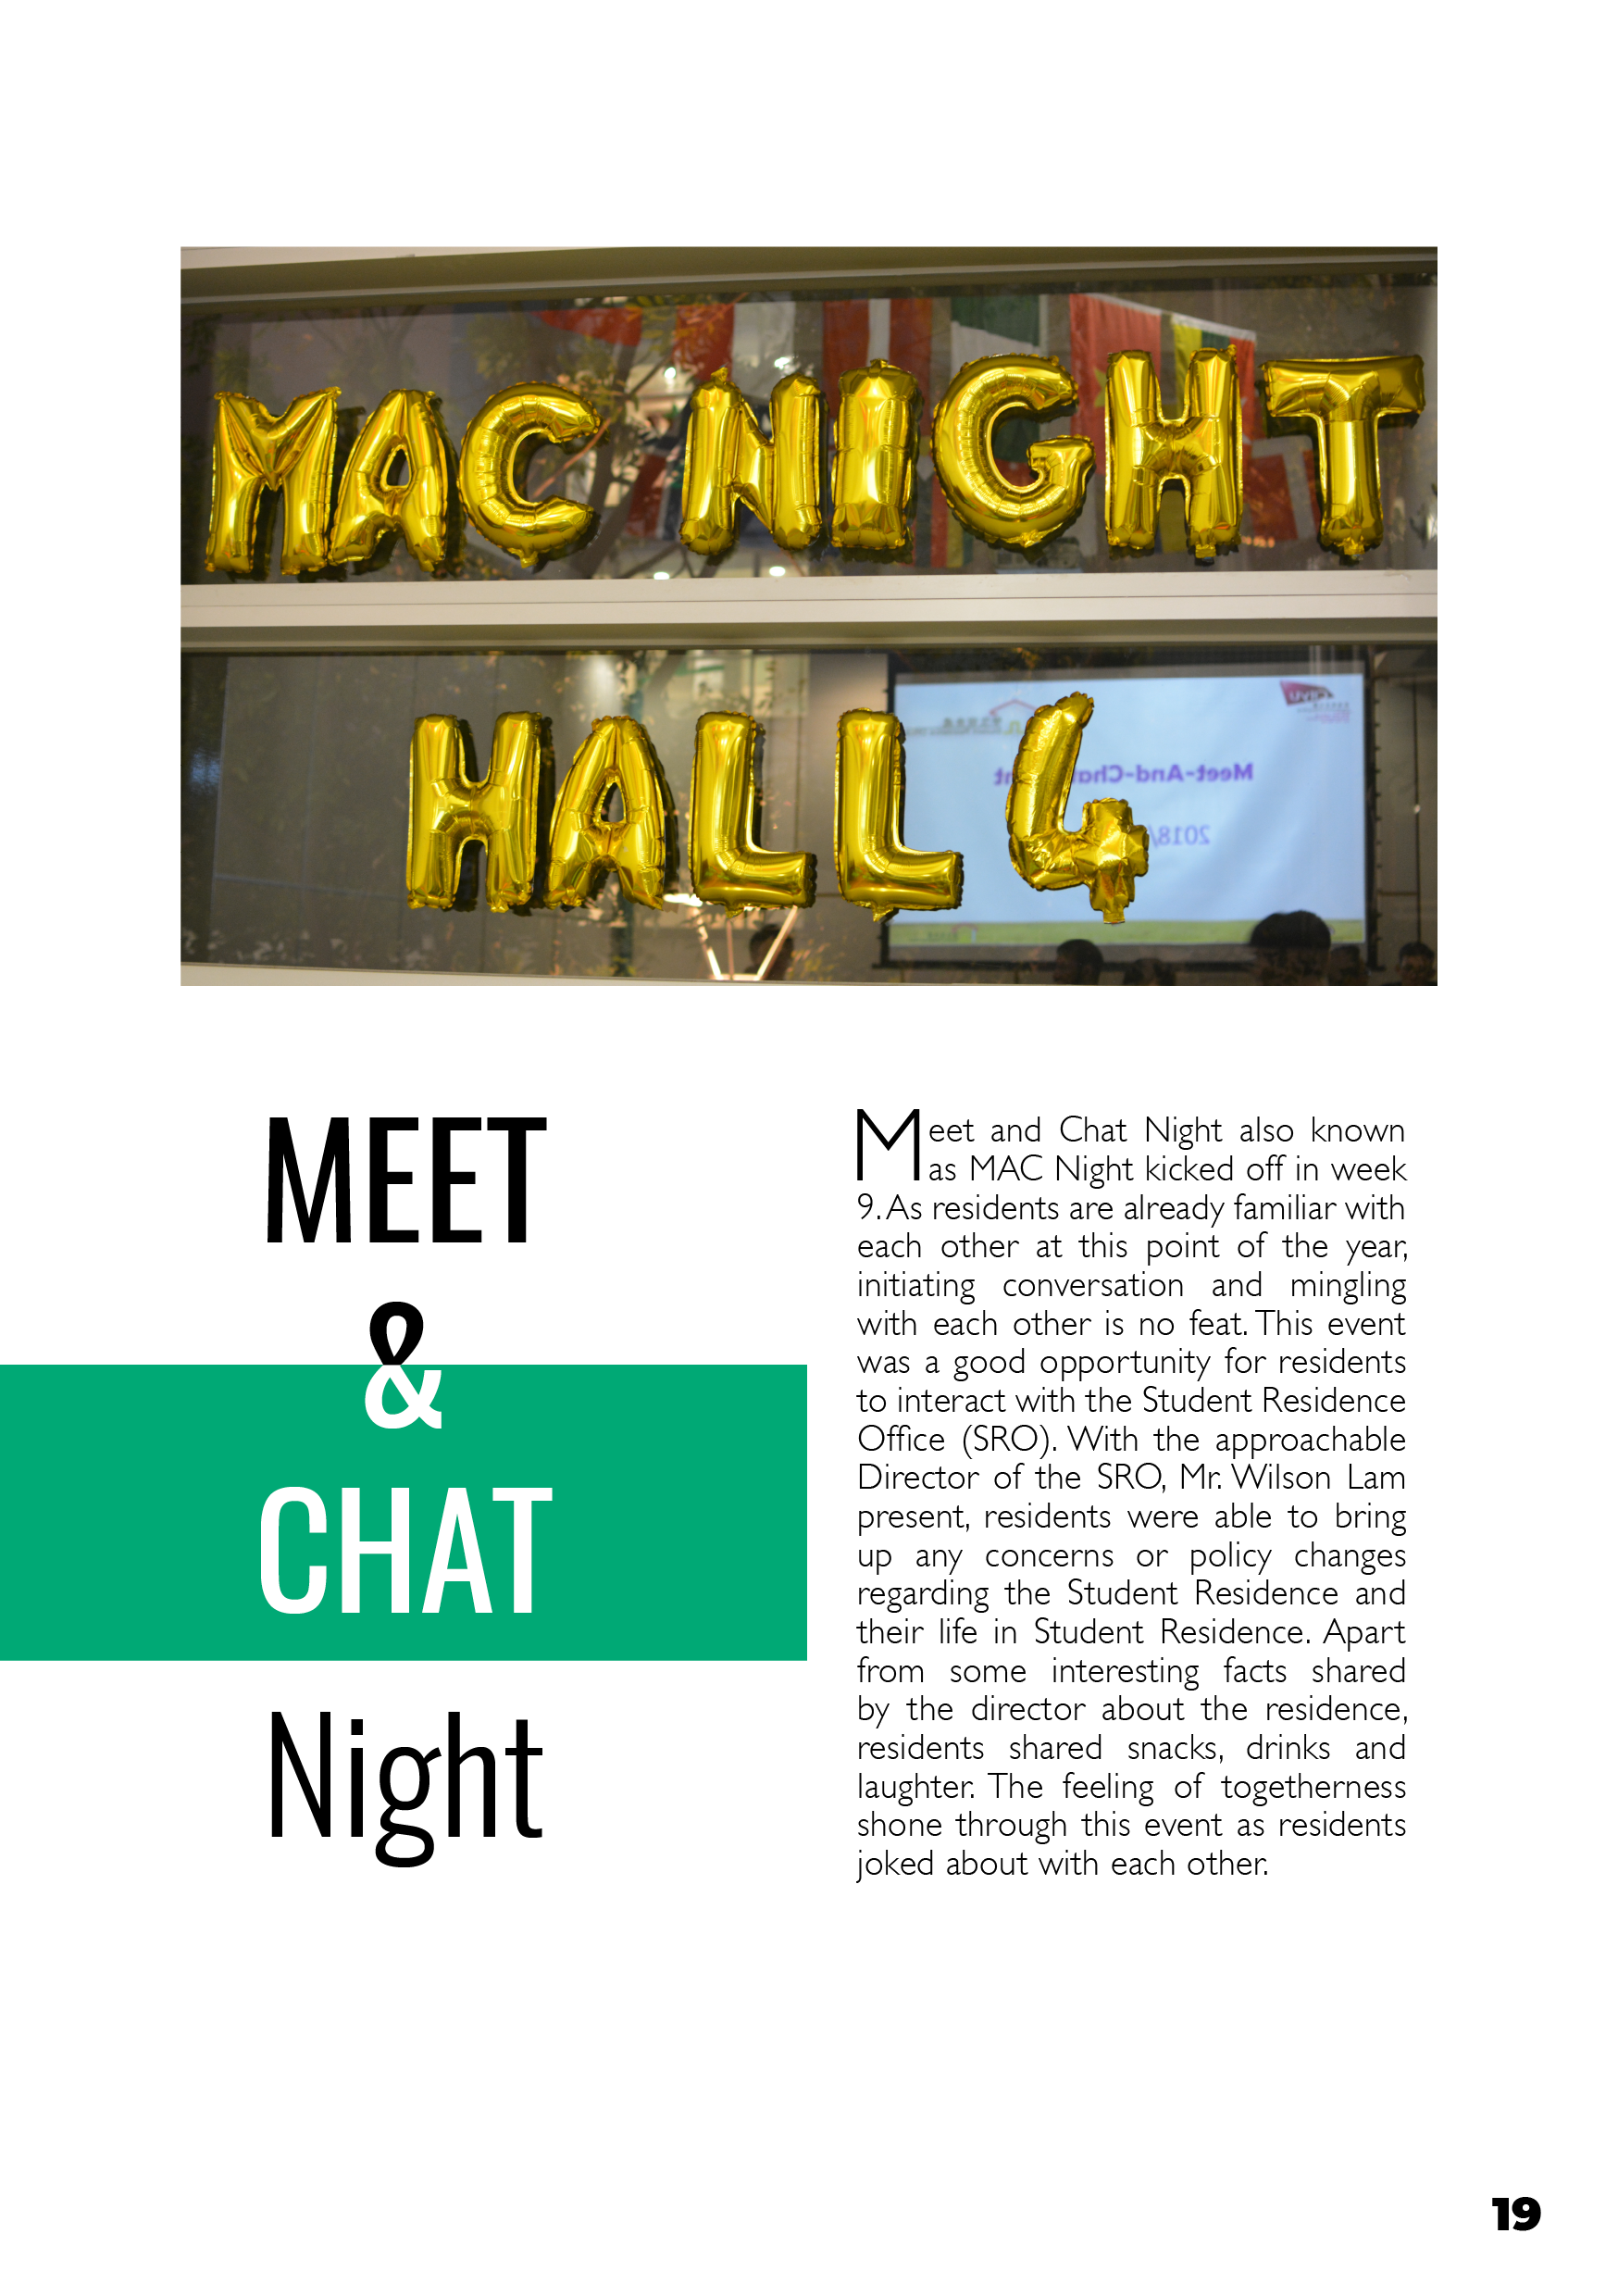 MAC NIGHT
HALL 4
Meet-And-Cha
2018/
MEET
&
CHAT
Night
Meet and Chat Night also known
as MAC Night kicked off in week
9. As residents are already familiar with
each other at this point of the year,
initiating conversation and mingling
with each other is no feat. This event
was a good opportunity for residents
to interact with the Student Residence
Office (SRO). With the approachable
Director of the SRO, Mr. Wilson Lam
present, residents were able to bring
up any concerns or policy changes
regarding the Student Residence and
their life in Student Residence. Apart
from some interesting facts shared
by the director about the residence,
residents shared snacks, drinks and
laughter. The feeling of togetherness
shone through this event as residents
joked about with each other.
19